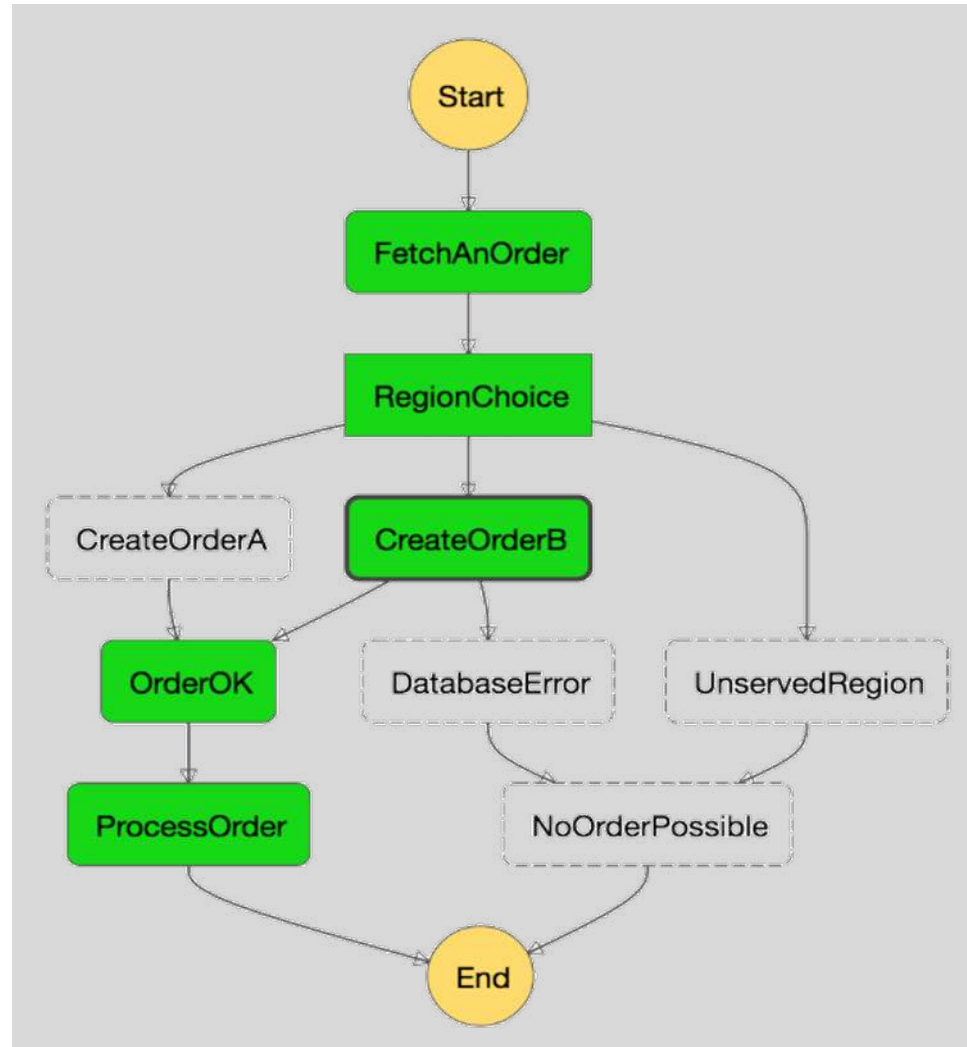 Start
FetchAnOrder
RegionChoice
CreateOrderA
CreateOrderB
OrderOK
DatabaseError
UnservedRegion
ProcessOrder
NoOrderPossible
End